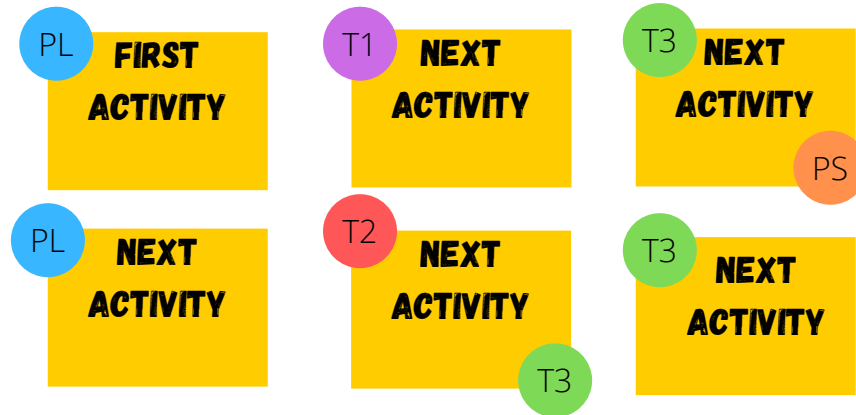 PL
FIRST
ACTIVITY
T1
NEXT
ACTIVITY
T3
NEXT
ACTIVITY
PS
PL
NEXT
ACTIVITY
T2
NEXT
ACTIVITY
T3
T3
NEXT
ACTIVITY